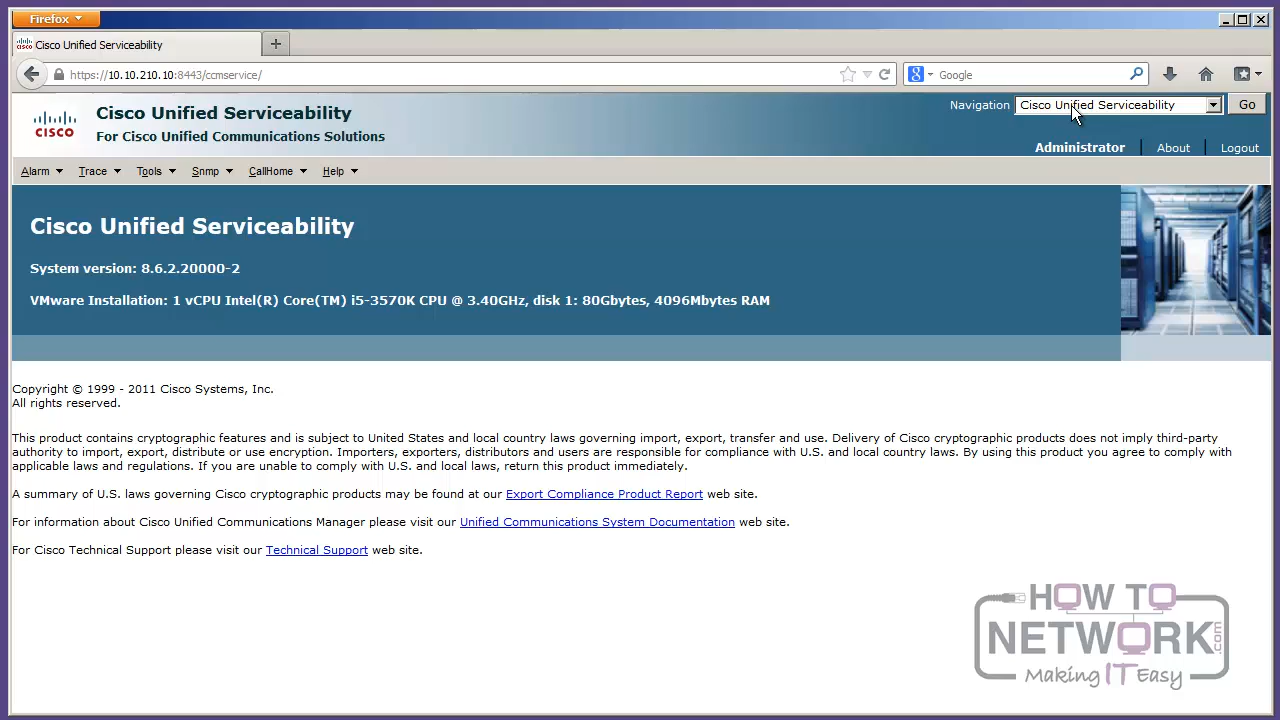 Firefox
Cisco Unified Serviceability
https://10.10.210.10:8443/ccmservice/
Google
CISCO
Cisco Unified Serviceability
For Cisco Unified Communications Solutions
Navigation Cisco Unified Serviceability Go
Administrator About Logout
Alarm Trace Tools Snmp CallHome Help
Cisco Unified Serviceability
System version: 8.6.2.20000-2
VMware Installation: 1 vCPU Intel(R) Core(TM) i5-3570K CPU @ 3.40GHz, disk 1: 80Gbytes, 4096Mbytes RAM
Copyright © 1999 - 2011 Cisco Systems, Inc.
All rights reserved.
This product contains cryptographic features and is subject to United States and local country laws governing import, export, transfer and use. Delivery of Cisco cryptographic products does not imply third-party
authority to import, export, distribute or use encryption. Importers, exporters, distributors and users are responsible for compliance with U.S. and local country laws. By using this product you agree to comply with
applicable laws and regulations. If you are unable to comply with U.S. and local laws, return this product immediately.
A summary of U.S. laws governing Cisco cryptographic products may be found at our Export Compliance Product Report web site.
For information about Cisco Unified Communications Manager please visit our Unified Communications System Documentation web site.
For Cisco Technical Support please visit our Technical Support web site.
HOW TO
NETWORK.com
Making IT Easy